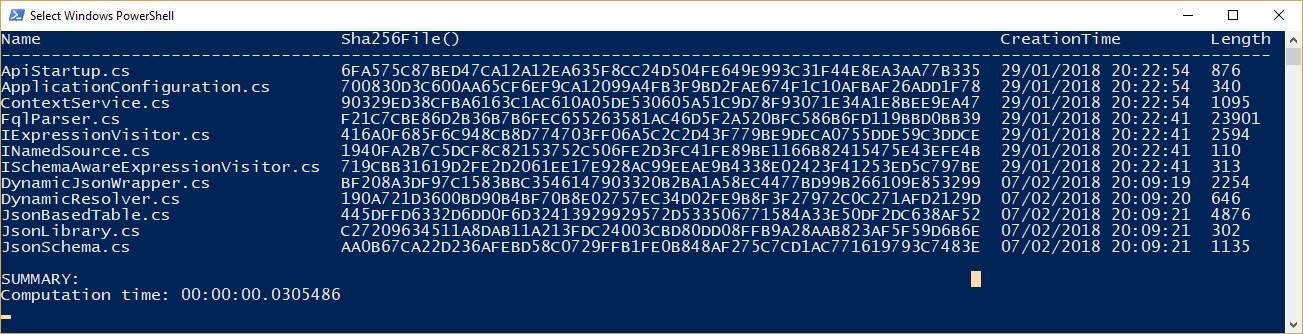 Select Windows PowerShell
Name Sha256File() CreationTime Length
------------------------------------------------------------------------------------------------------------------------------
ApiStartup.cs 6FA575C87BED47CA12A12EA635F8CC24D504FE649E993C31F44E8EA3AA77B335 29/01/2018 20:22:54 876
ApplicationConfiguration.cs 700830D3C600AA65CF6EF9CA12099A4FB3F9BD2FAE674F1C10AFBAF26ADD1F78 29/01/2018 20:22:54 340
ContextService.cs 90329ED38CFBA6163C1AC610A05DE530605A51C9D78F93071E34A1E8BEE9EA47 29/01/2018 20:22:54 1095
FqlParser.cs F21C7CBE86D2B36B7B6FEC655263581AC46D5F2A520BFC586B6FD119BBD0BB39 29/01/2018 20:22:41 23901
IExpressionVisitor.cs 416A0F685F6C948CB8D774703FF06A5C2C2D43F779BE9DECA0755DDE59C3DDCE 29/01/2018 20:22:41 2594
INamedSource.cs 1940FA2B7C5DCF8C82153752C506FE2D3FC41FE89BE1166B82415475E43EFE4B 29/01/2018 20:22:41 110
ISchemaAwareExpressionVisitor.cs 719CBB31619D2FE2D2061EE17E928AC99EEAE9B4338E02423F41253ED5C797BE 29/01/2018 20:22:41 313
DynamicJsonWrapper.cs BF208A3DF97C1583BBC3546147903320B2BA1A58EC4477BD99B266109E853299 07/02/2018 20:09:19 2254
DynamicResolver.cs 190A721D3600BD90B4BF70B8E02757EC34D02FE9B8F3F27972C0C271AFD2129D 07/02/2018 20:09:20 646
JsonBasedTable.cs 445DFFD6332D6DD0F6D32413929929572D533506771584A33E50DF2DC638AF52 07/02/2018 20:09:21 4876
JsonLibrary.cs C27209634511A8DAB11A213FDC24003CBD80DD08FFB9A28AAB823AF5F59D6B6E 07/02/2018 20:09:21 302
JsonSchema.cs AA0B67CA22D236AFEBD58C0729FFB1FE0B848AF275C7CD1AC771619793C7483E 07/02/2018 20:09:21 1135
SUMMARY:
Computation time: 00:00:00.0305486